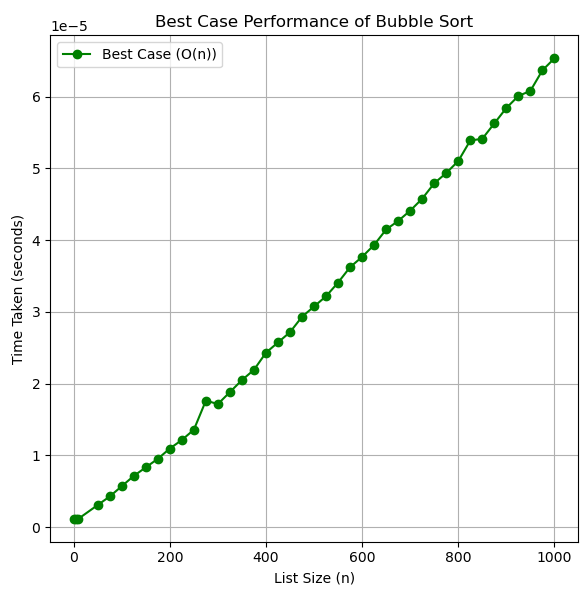 Best Case Performance of Bubble Sort
1e−5
Best Case (O(n))
6
5
4
3
2
1
0
Time Taken (seconds)
0 200 400 600 800 1000
List Size (n)